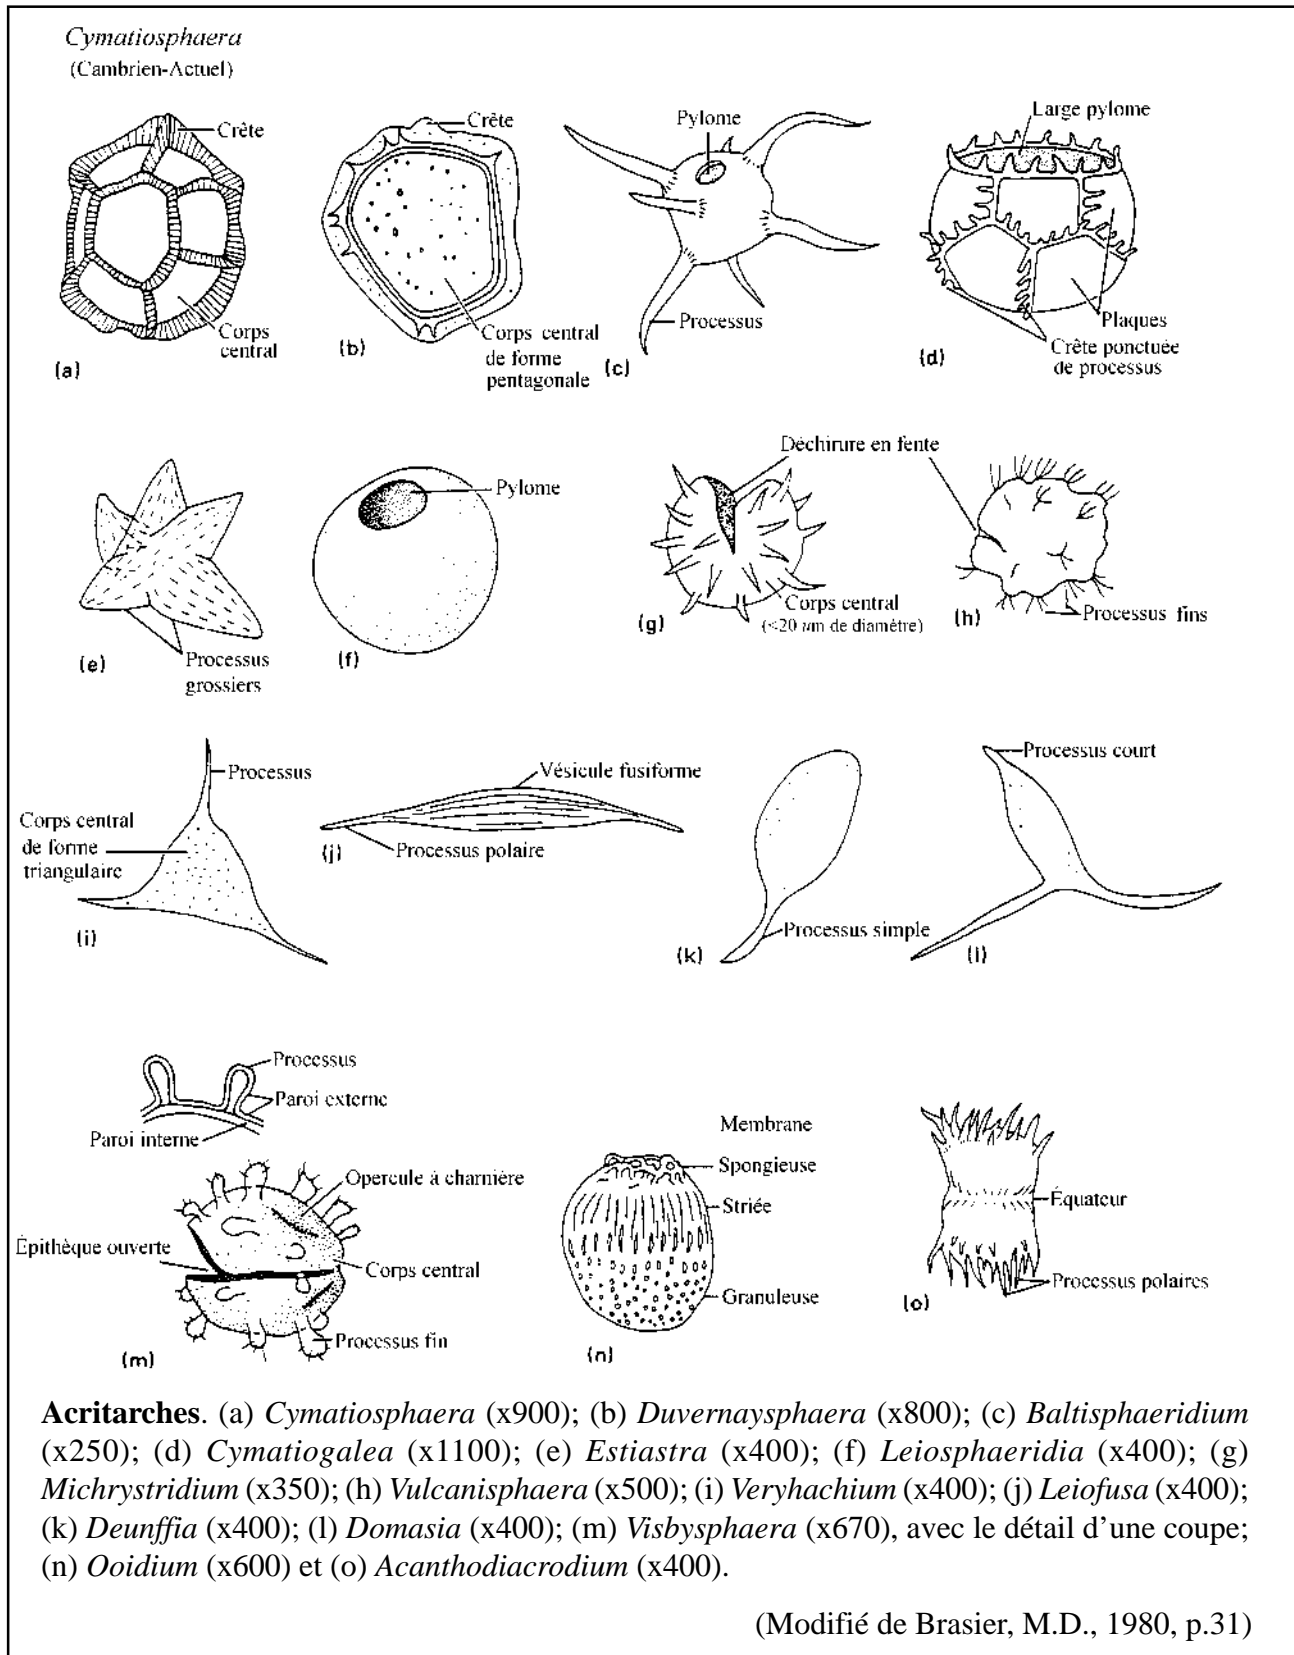 Cymatiosphaera
(Cambrien-Actuel)
Crête
Corps
central
(a)
Crête
Corps central
de forme
pentagonale
(b)
Pylome
Processus
(c)
Large pylome
Plaques
Crête ponctuée
de processus
(d)
Processus
grossiers
(e)
Pylome
(f)
Déchirure en fente
Corps central
(<20 µm de diamètre)
(g)
Processus fins
(h)
Processus
Corps central
de forme
triangulaire
(i)
Vésicule fusiforme
Processus polaire
(j)
Processus simple
(k)
Processus court
(l)
Processus
Paroi externe
Paroi interne
Opercule à charnière
Épithèque ouverte
Corps central
Processus fin
(m)
Membrane
Spongieuse
Striée
Granuleuse
(n)
Équateur
Processus polaires
(o)
Acritarches. (a) Cymatiosphaera (x900); (b) Duvernaysphaera (x800); (c) Baltisphaeridium
(x250); (d) Cymatiogalea (x1100); (e) Estiastra (x400); (f) Leiosphaeridia (x400); (g)
Michrystridium (x350); (h) Vulcanisphaera (x500); (i) Veryhachium (x400); (j) Leiofusa (x400);
(k) Deunffia (x400); (l) Domasia (x400); (m) Visbysphaera (x670), avec le détail d'une coupe;
(n) Ooidium (x600) et (o) Acanthodiacrodium (x400).
(Modifié de Brasier, M.D., 1980, p.31)